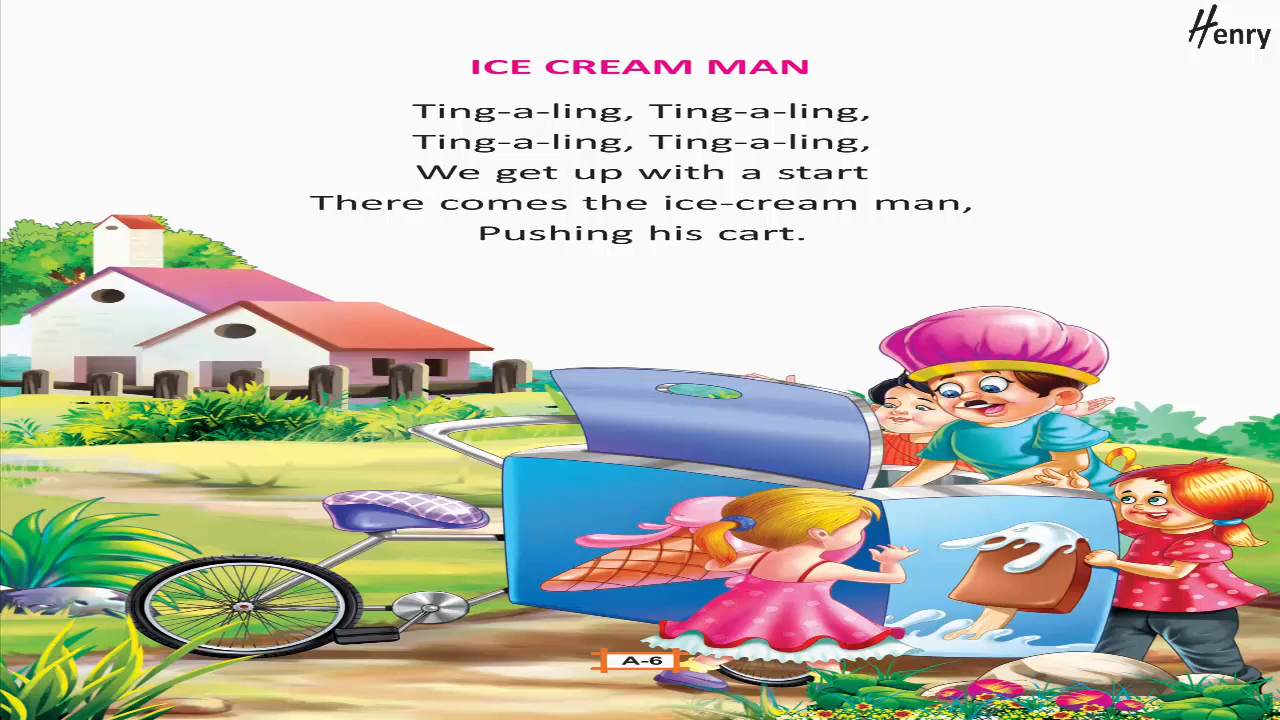 Henry
ICE CREAM MAN
Ting-a-ling, Ting-a-ling,
Ting-a-ling, Ting-a-ling,
We get up with a start
There comes the ice-cream man,
Pushing his cart.
A-6